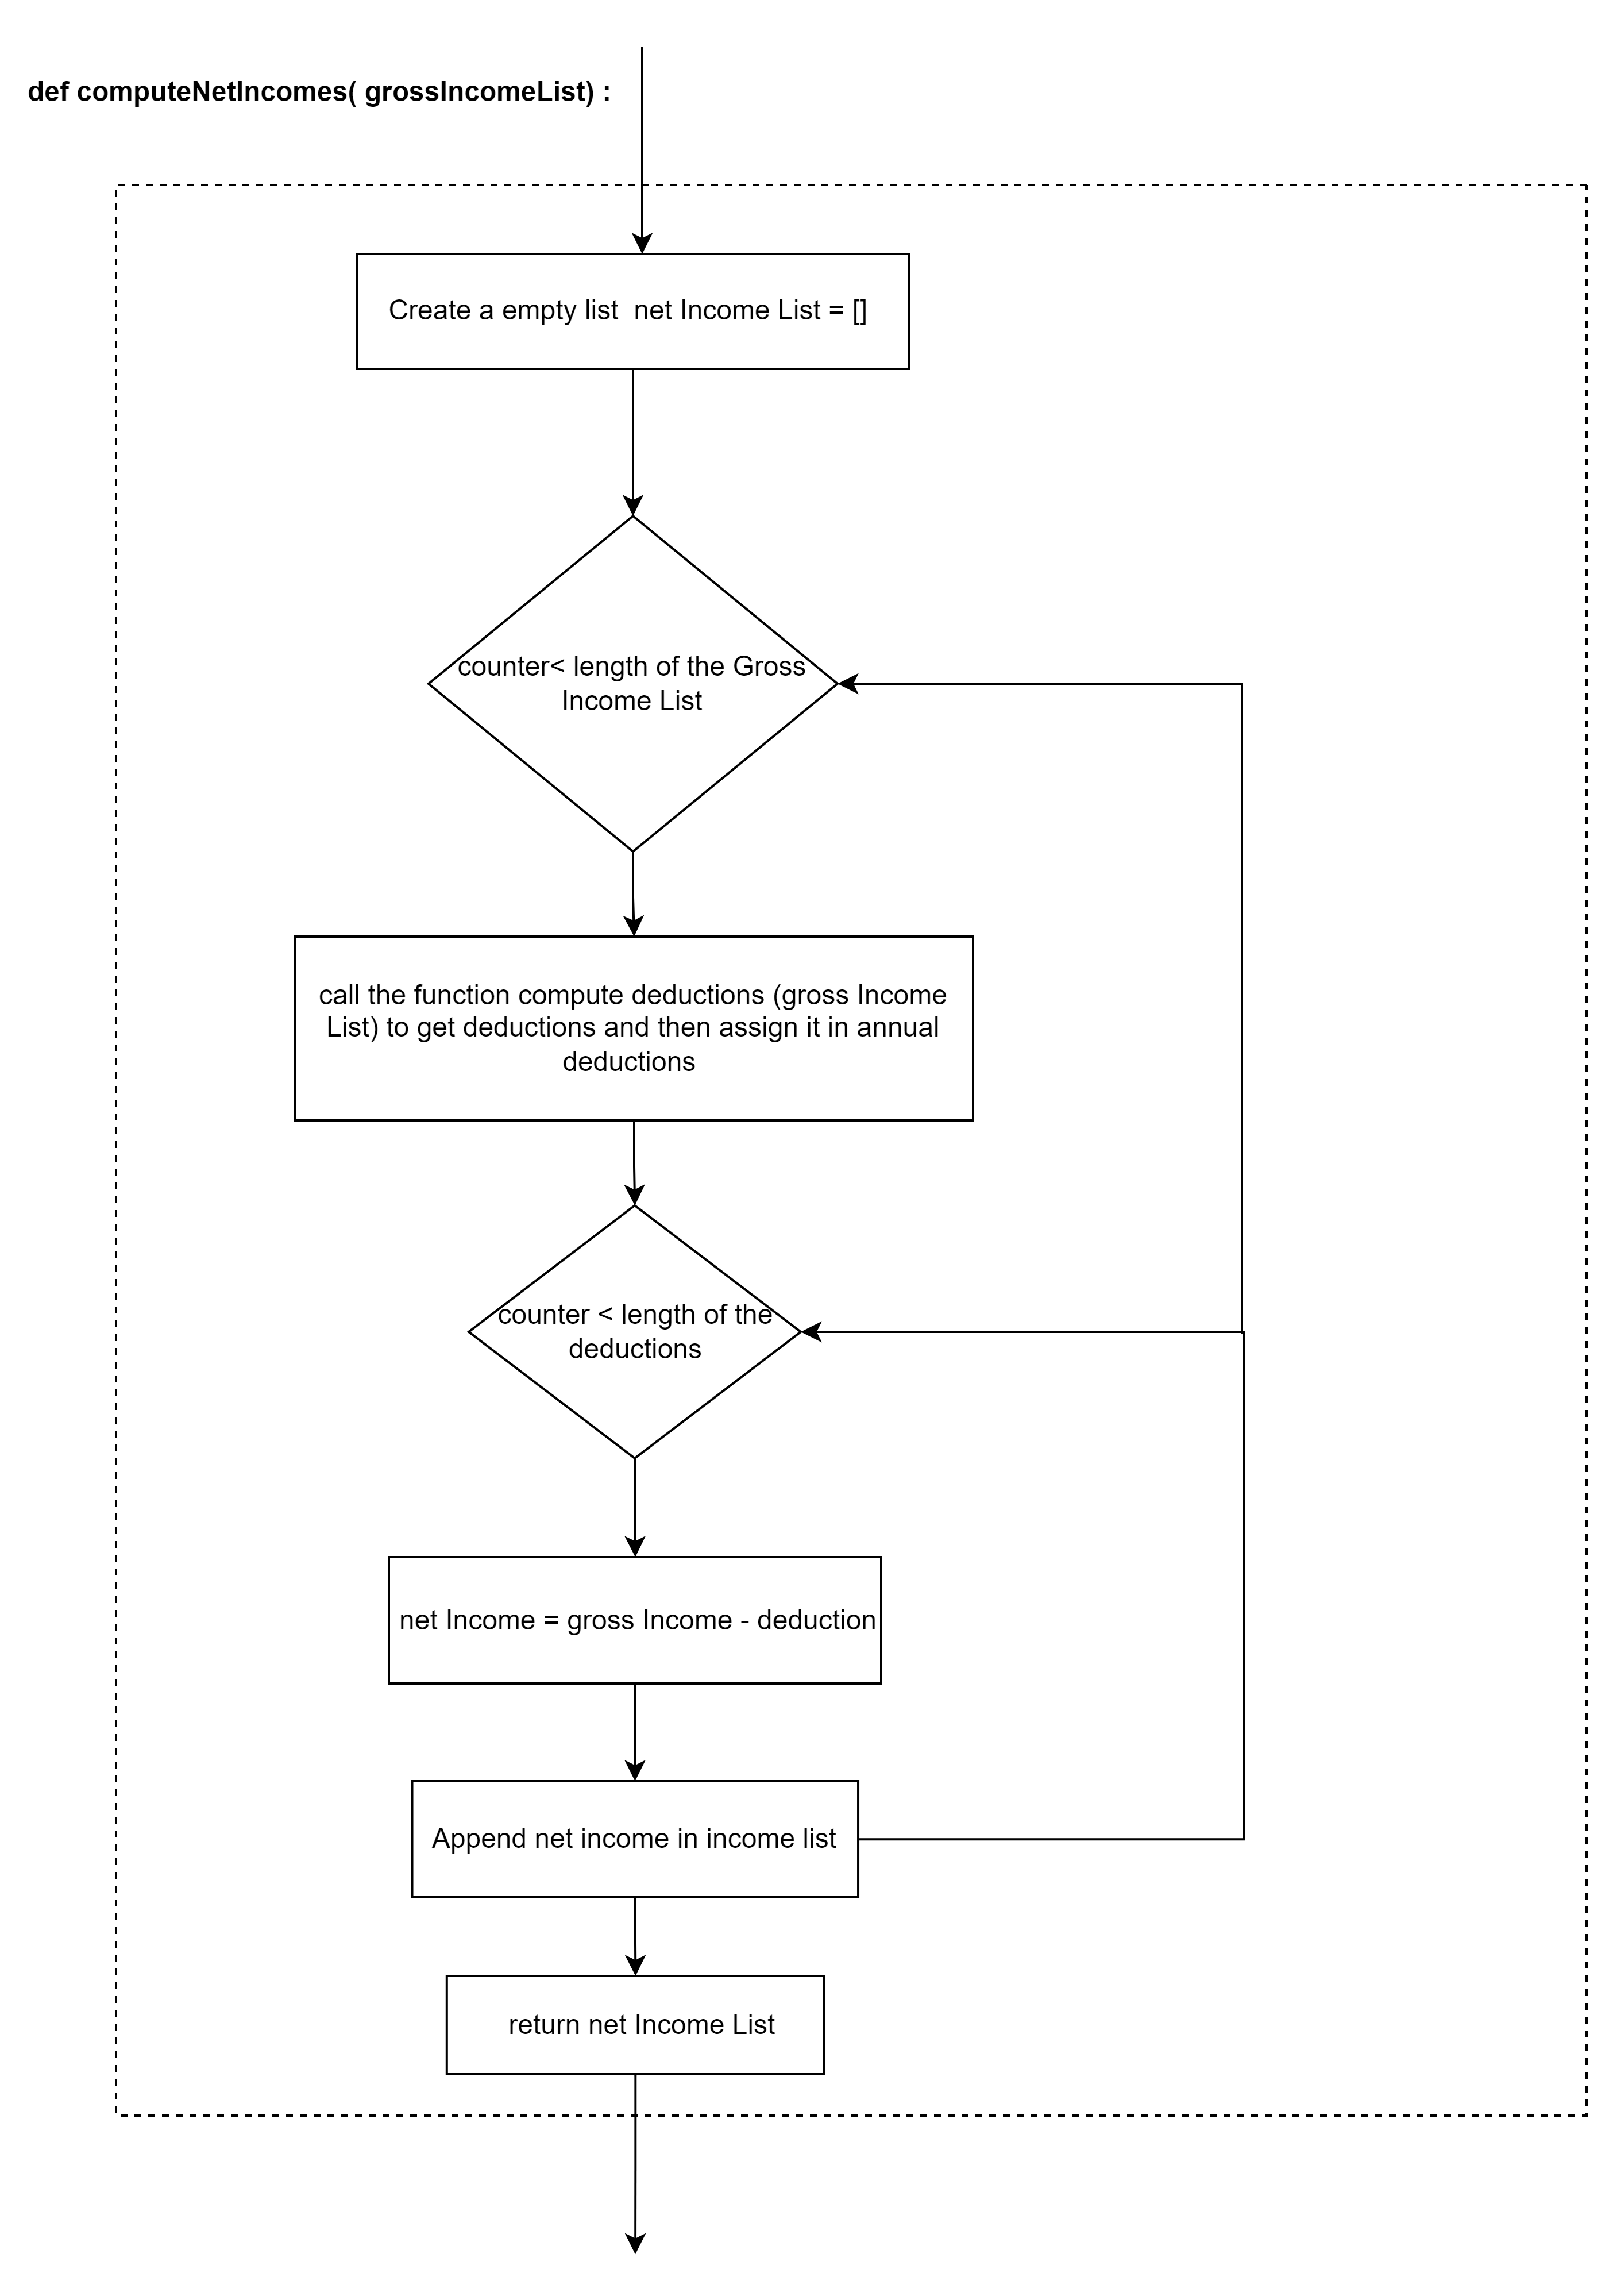 def computeNetIncomes( grossIncomeList) :
Create a empty list  net Income List = []
counter< length of the Gross
Income List
call the function compute deductions (gross Income
List) to get deductions and then assign it in annual
deductions
counter < length of the
deductions
net Income = gross Income - deduction
Append net income in income list
return net Income List